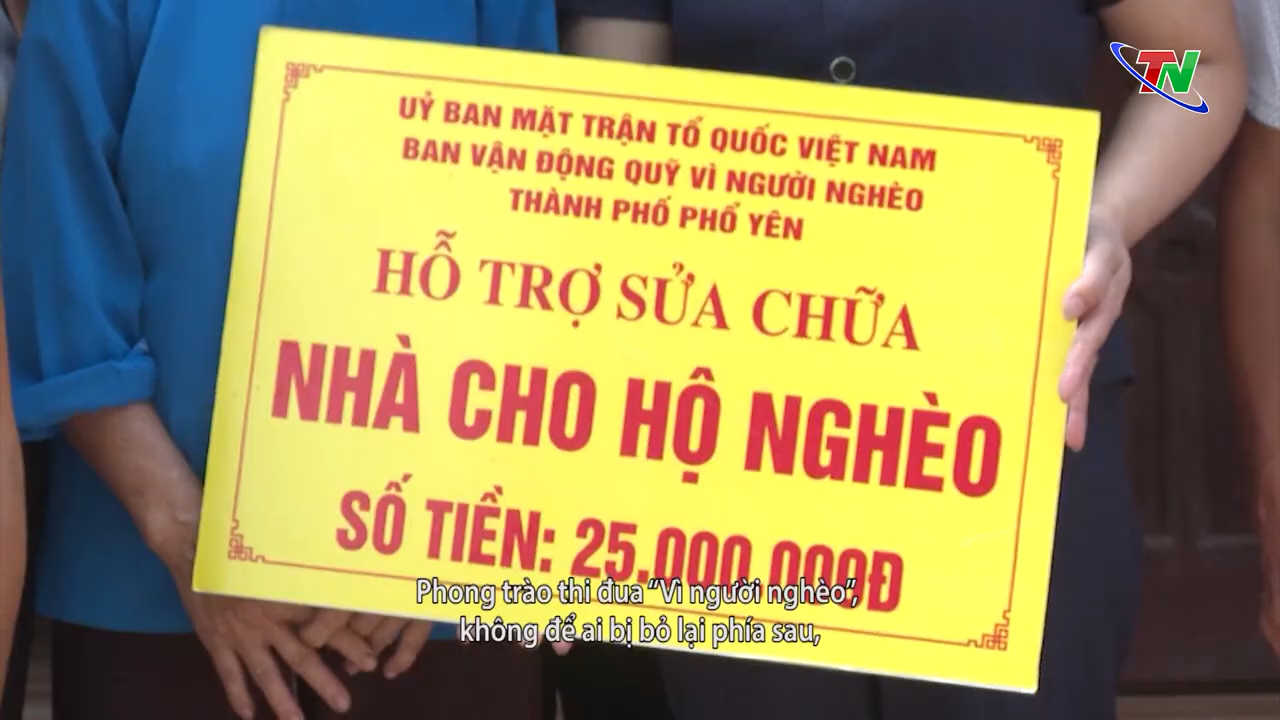 TN
UỶ BAN MẶT TRẬN TỔ QUỐC VIỆT NAM
BAN VẬN ĐỘNG QUỸ VÌ NGƯỜI NGHÈO
THÀNH PHỐ PHỔ YÊN
HỖ TRỢ SỬA CHỮA
NHÀ CHO HỘ NGHÈO
SỐ TIỀN: 25.000.000Đ
Phong trào thi đua “Vì người nghèo”,
không để ai bị bỏ lại phía sau,